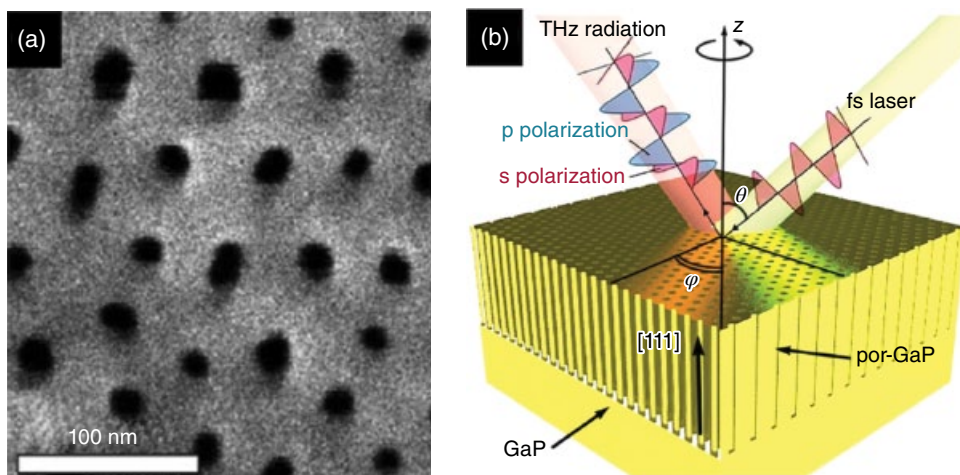 (a)
100 nm
(b)
THz radiation
z
fs laser
p polarization
s polarization
θ
φ
[111]
por-GaP
GaP